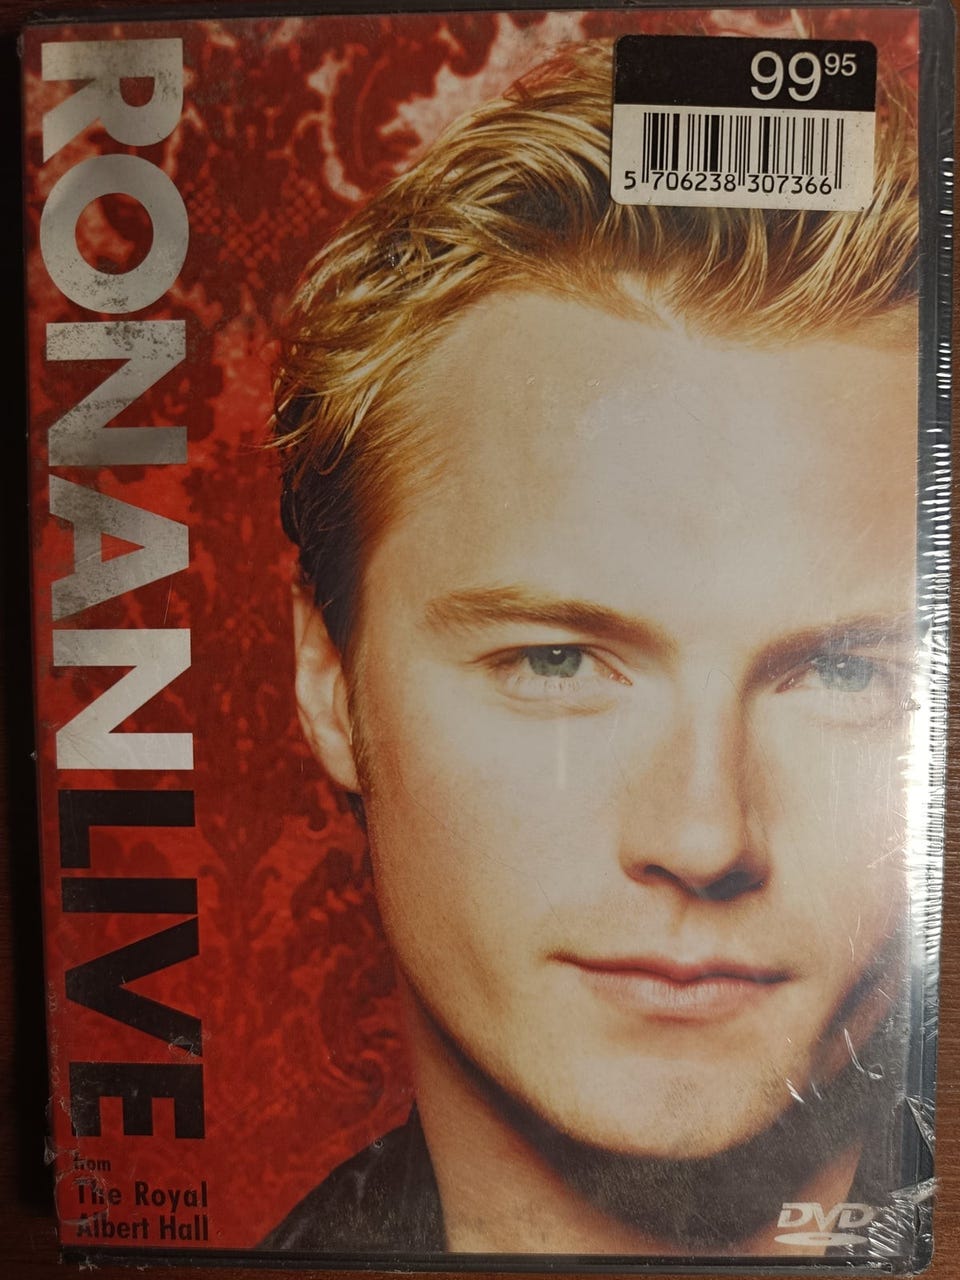 RONAN LIVE
from
The Royal
Albert Hall
99 95
5 706238 307366
DVD